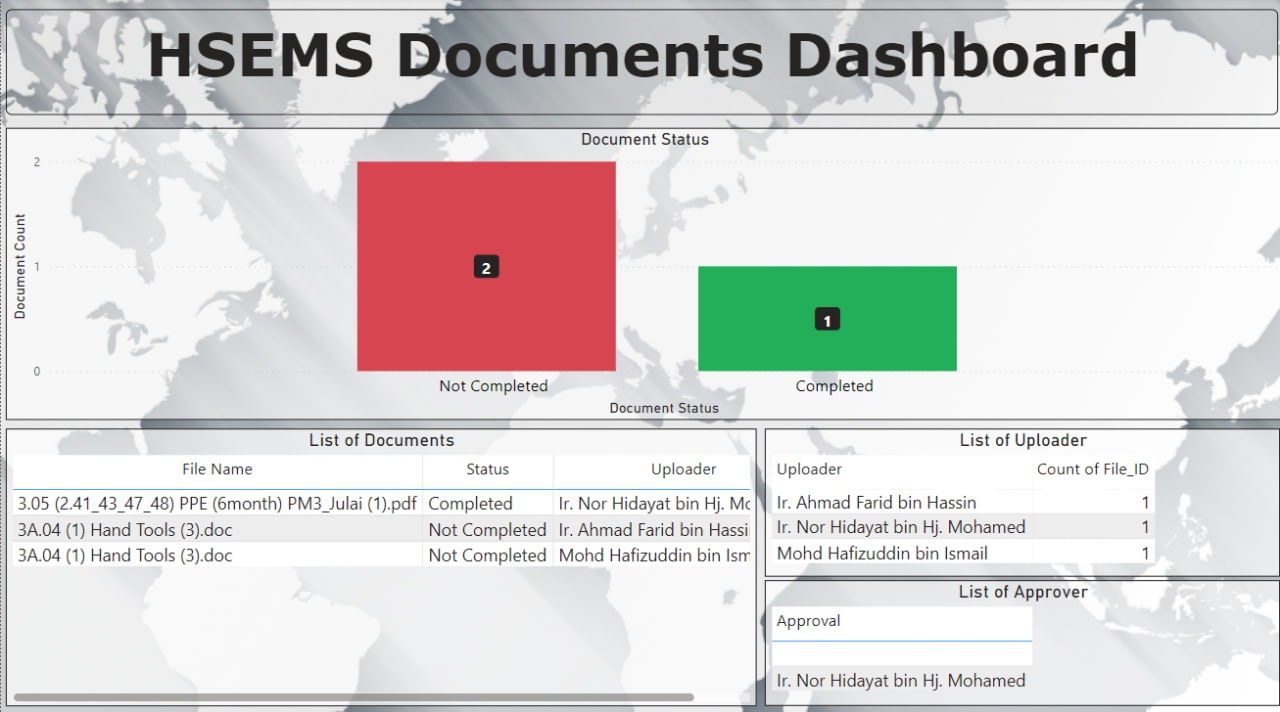 HSEMS Documents Dashboard
Document Status
Document Count
2
1
0
2
1
Not Completed
Completed
Document Status
List of Documents
File Name Status Uploader
3.05 (2.41_43_47_48) PPE (6month) PM3_Julai (1).pdf Completed Ir. Nor Hidayat bin Hj. Mc
3A.04 (1) Hand Tools (3).doc Not Completed Ir. Ahmad Farid bin Hassi
3A.04 (1) Hand Tools (3).doc Not Completed Mohd Hafizuddin bin Ism
List of Uploader
Uploader Count of File_ID
Ir. Ahmad Farid bin Hassin 1
Ir. Nor Hidayat bin Hj. Mohamed 1
Mohd Hafizuddin bin Ismail 1
List of Approver
Approval
Ir. Nor Hidayat bin Hj. Mohamed